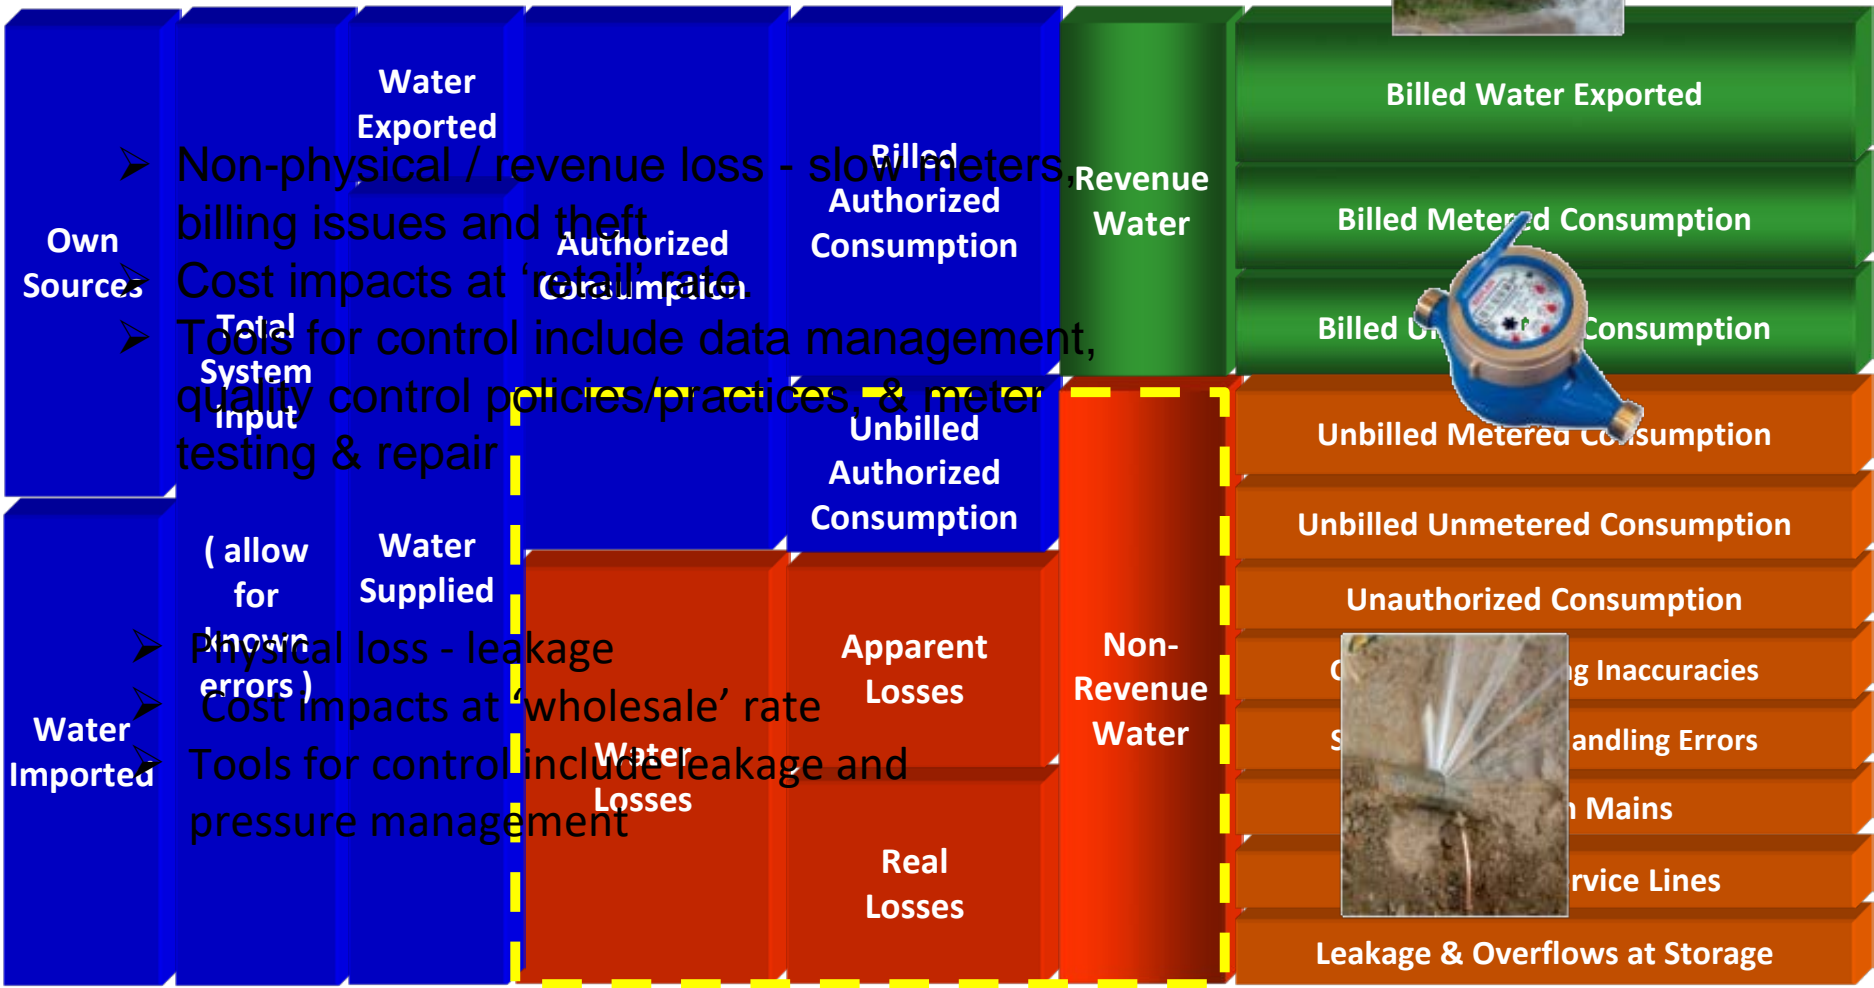 Own
Sources
Water
Imported
Total
System
Input
( allow
for
known
errors )
Water
Exported
Water
Supplied
Authorized
Consumption
Water
Losses
Billed
Authorized
Consumption
Unbilled
Authorized
Consumption
Apparent
Losses
Real
Losses
Revenue
Water
Non-
Revenue
Water
Billed Water Exported
Billed Metered Consumption
Billed Consumption
Unbilled Metered Consumption
Unbilled Unmetered Consumption
Unauthorized Consumption
Inaccuracies
Errors
Mains
Lines
Leakage & Overflows at Storage
➢ Non-physical / revenue loss - slow meters,
billing issues and theft
➢ Cost impacts at ‘retail’ rate.
➢ Tools for control include data management,
quality control policies/practices, & meter
testing & repair
➢ Physical loss - leakage
➢ Cost impacts at ‘wholesale’ rate
➢ Tools for control include leakage and
pressure management